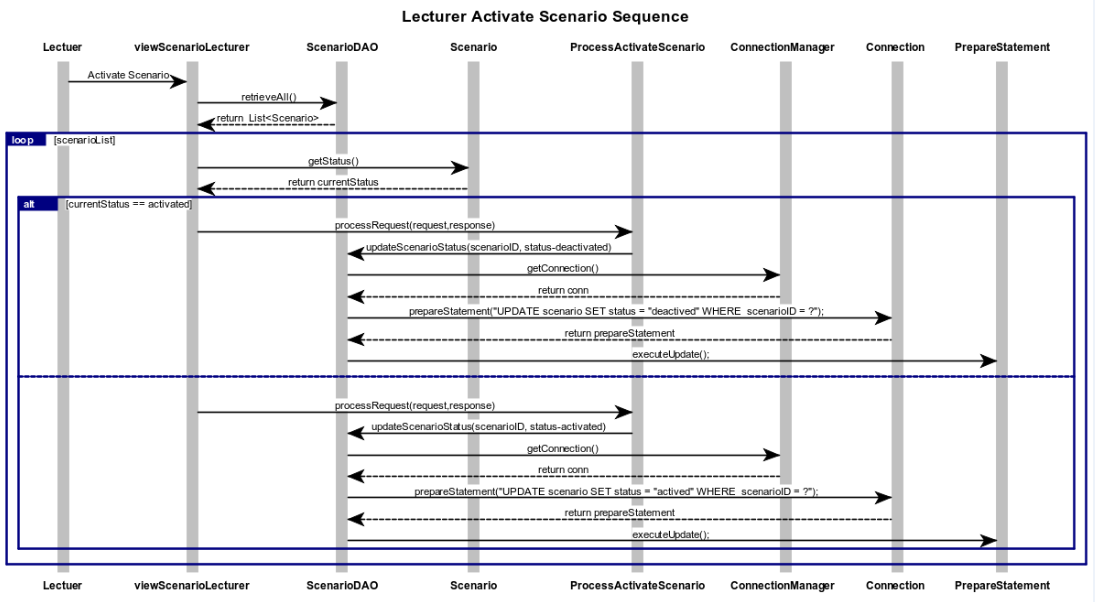 Lecturer Activate Scenario Sequence
Lectuer viewScenarioLecturer ScenarioDAO Scenario ProcessActivateScenario ConnectionManager Connection PrepareStatement
Activate Scenario
retrieveAll()
return List<Scenario>
loop [scenarioList]
getStatus()
return currentStatus
alt [currentStatus == activated]
processRequest(request,response)
updateScenarioStatus(scenarioID, status-deactivated)
getConnection()
return conn
prepareStatement("UPDATE scenario SET status = "deactived" WHERE scenarioID = ?");
return prepareStatement
executeUpdate();
processRequest(request,response)
updateScenarioStatus(scenarioID, status-activated)
getConnection()
return conn
prepareStatement("UPDATE scenario SET status = "actived" WHERE scenarioID = ?");
return prepareStatement
executeUpdate();
Lectuer viewScenarioLecturer ScenarioDAO Scenario ProcessActivateScenario ConnectionManager Connection PrepareStatement